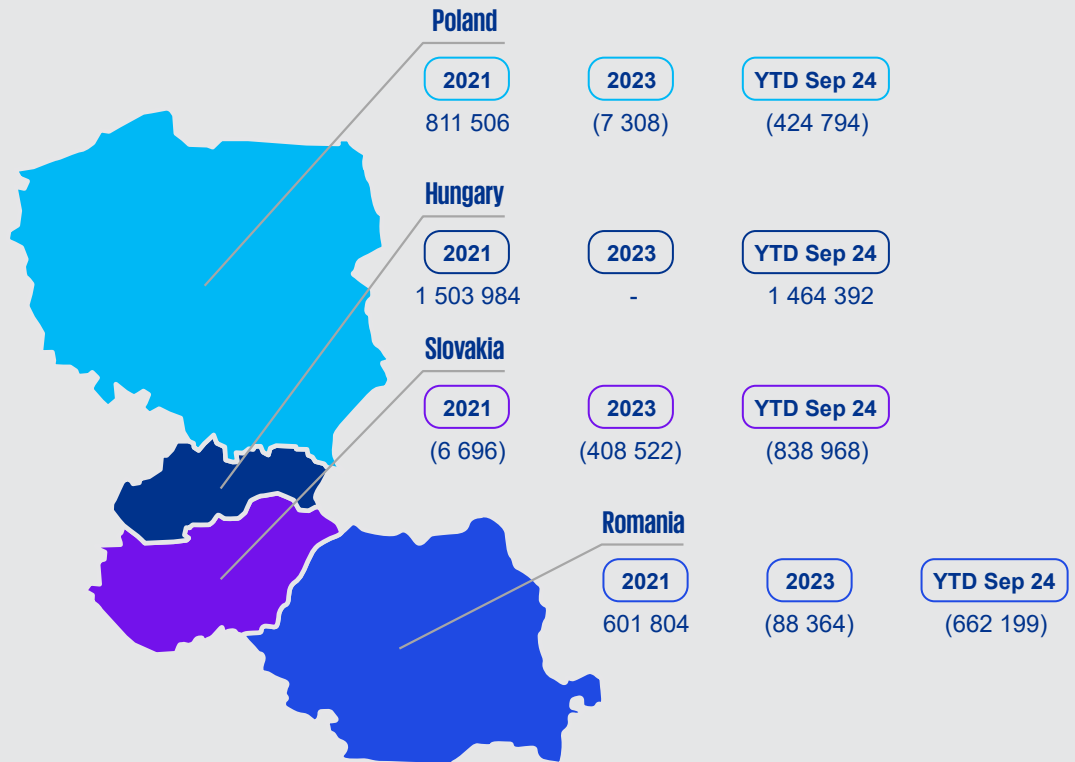 Poland
2021 2023 YTD Sep 24
811 506 (7 308) (424 794)
Hungary
2021 2023 YTD Sep 24
1 503 984 - 1 464 392
Slovakia
2021 2023 YTD Sep 24
(6 696) (408 522) (838 968)
Romania
2021 2023 YTD Sep 24
601 804 (88 364) (662 199)